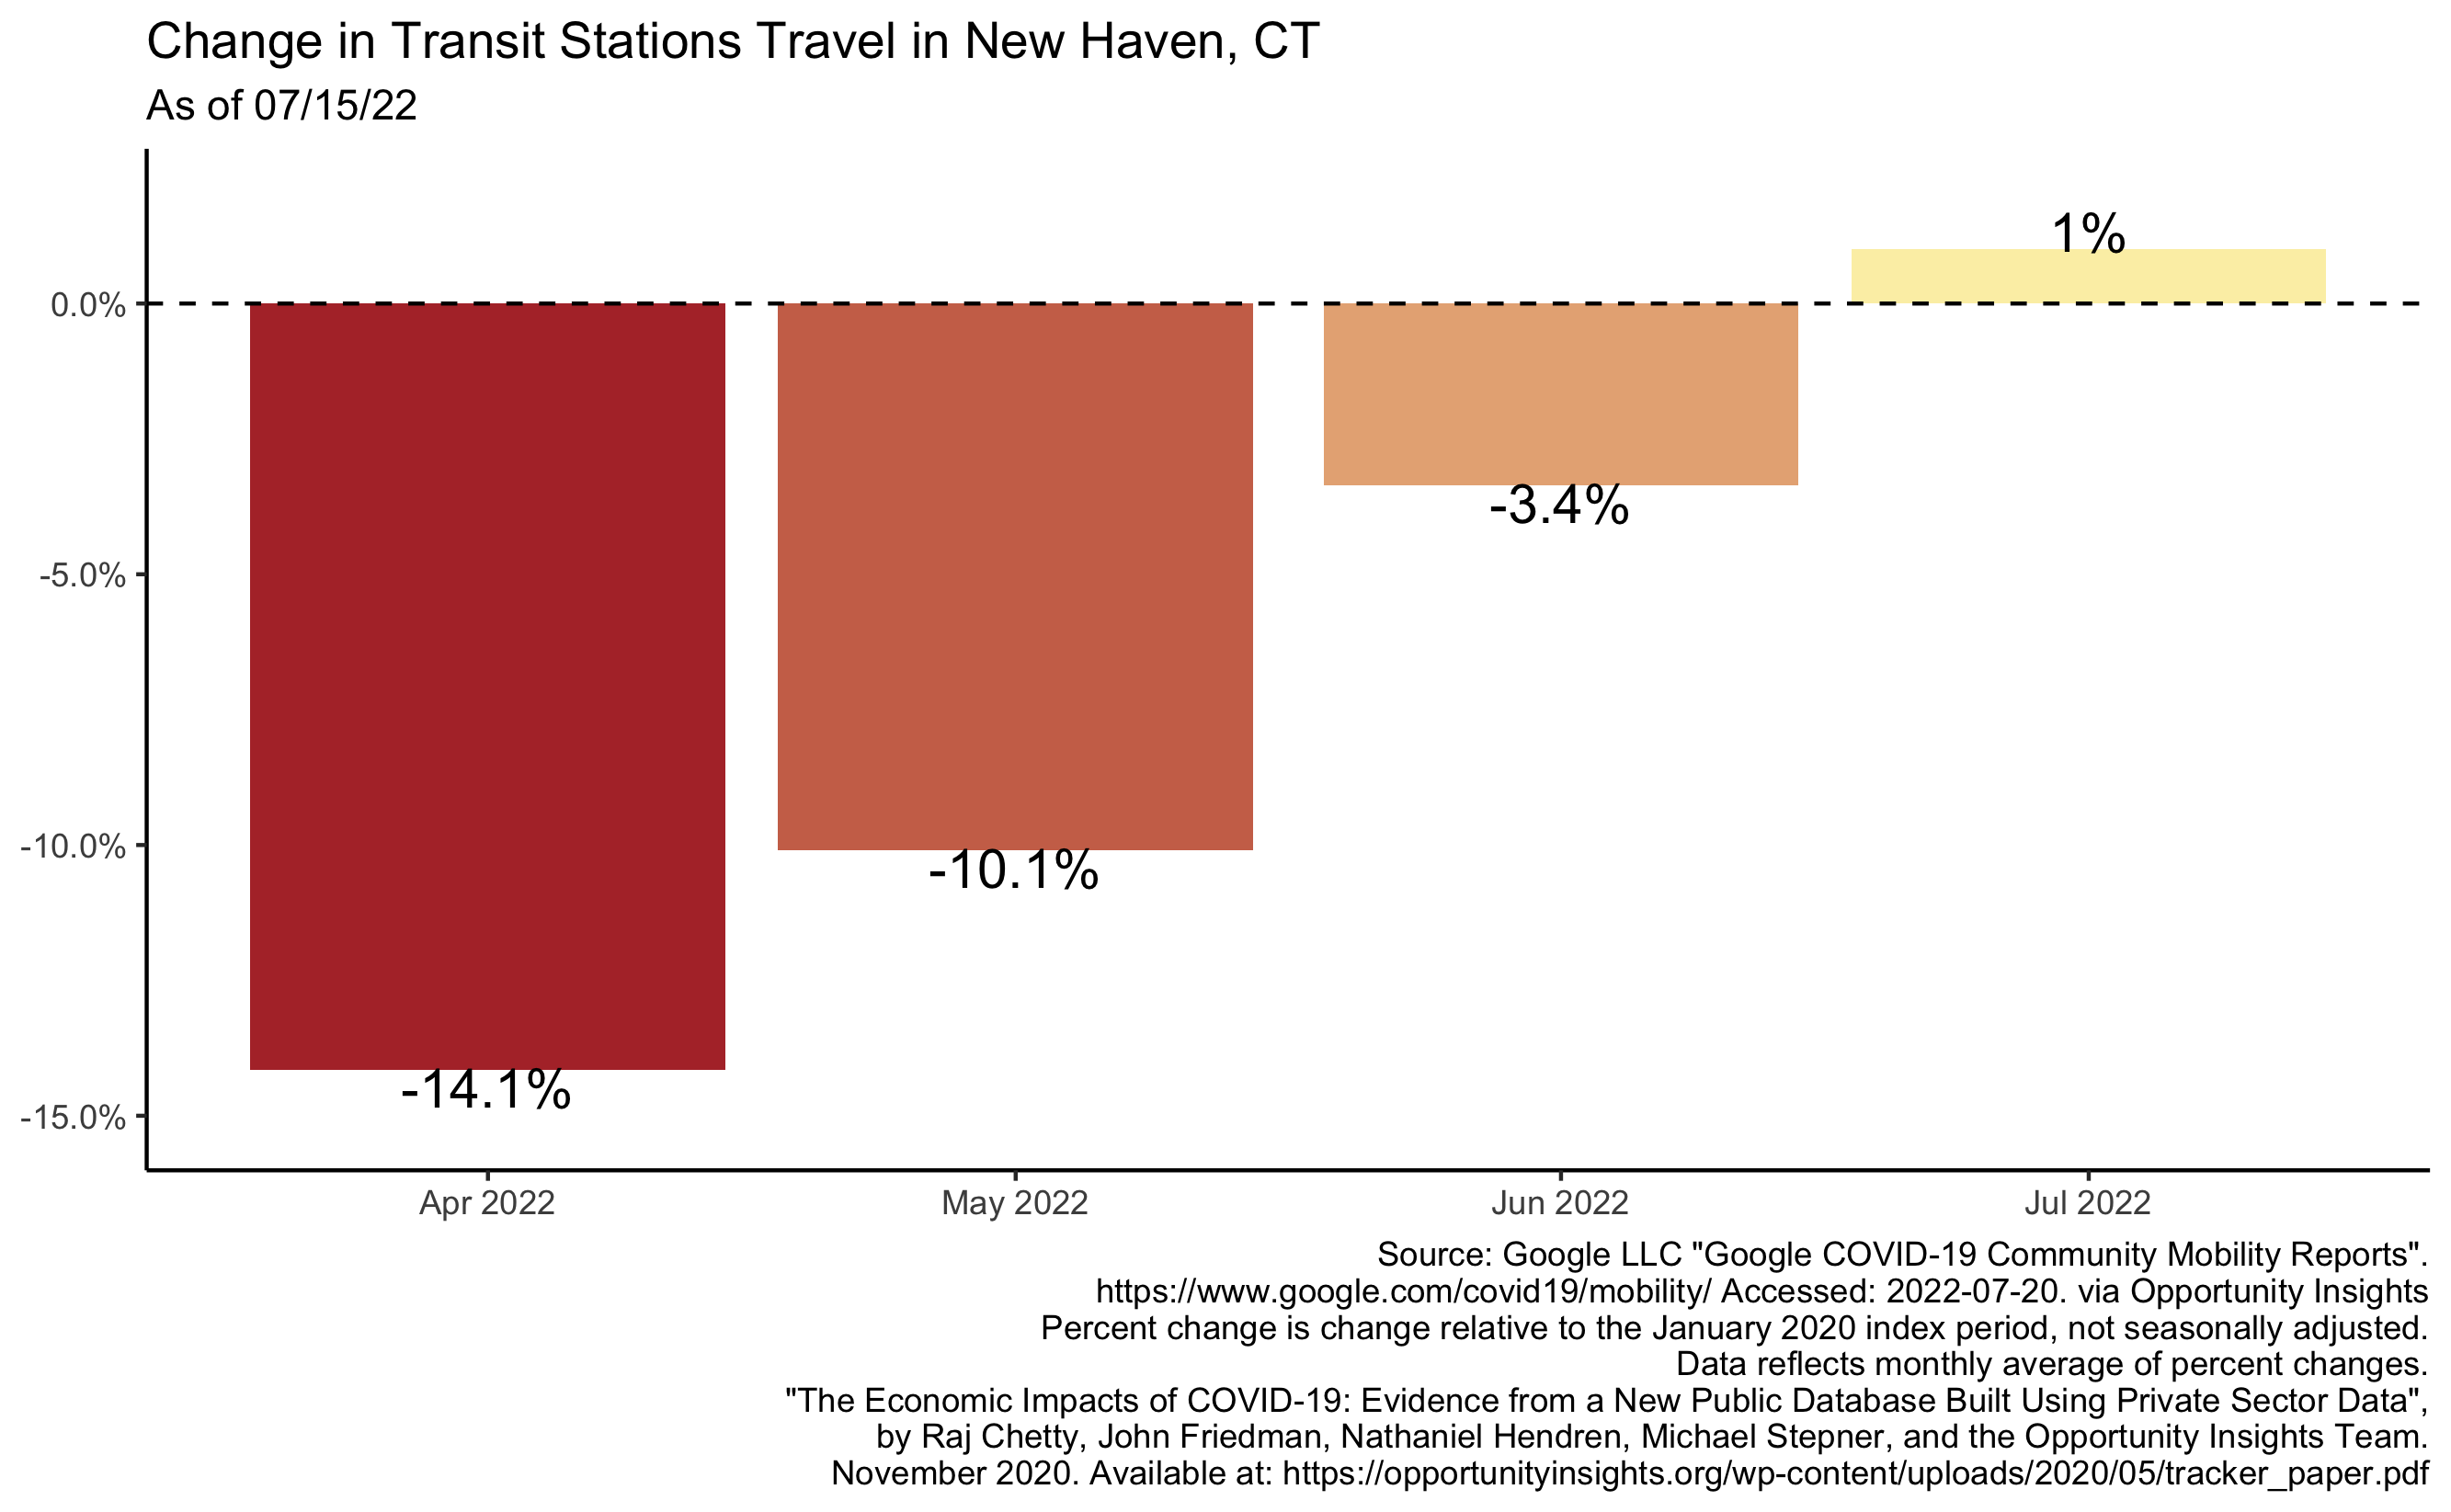 Change in Transit Stations Travel in New Haven, CT
As of 07/15/22
1%
0.0%
-3.4%
-5.0%
-10.0%
-10.1%
-14.1%
-15.0%
Apr 2022
May 2022
Jun 2022
Jul 2022
Source: Google LLC "Google COVID-19 Community Mobility Reports".
https://www.google.com/covid19/mobility/ Accessed: 2022-07-20. via Opportunity Insights
Percent change is change relative to the January 2020 index period, not seasonally adjusted.
Data reflects monthly average of percent changes.
"The Economic Impacts of COVID-19: Evidence from a New Public Database Built Using Private Sector Data",
by Raj Chetty, John Friedman, Nathaniel Hendren, Michael Stepner, and the Opportunity Insights Team.
November 2020. Available at: https://opportunityinsights.org/wp-content/uploads/2020/05/tracker_paper.pdf